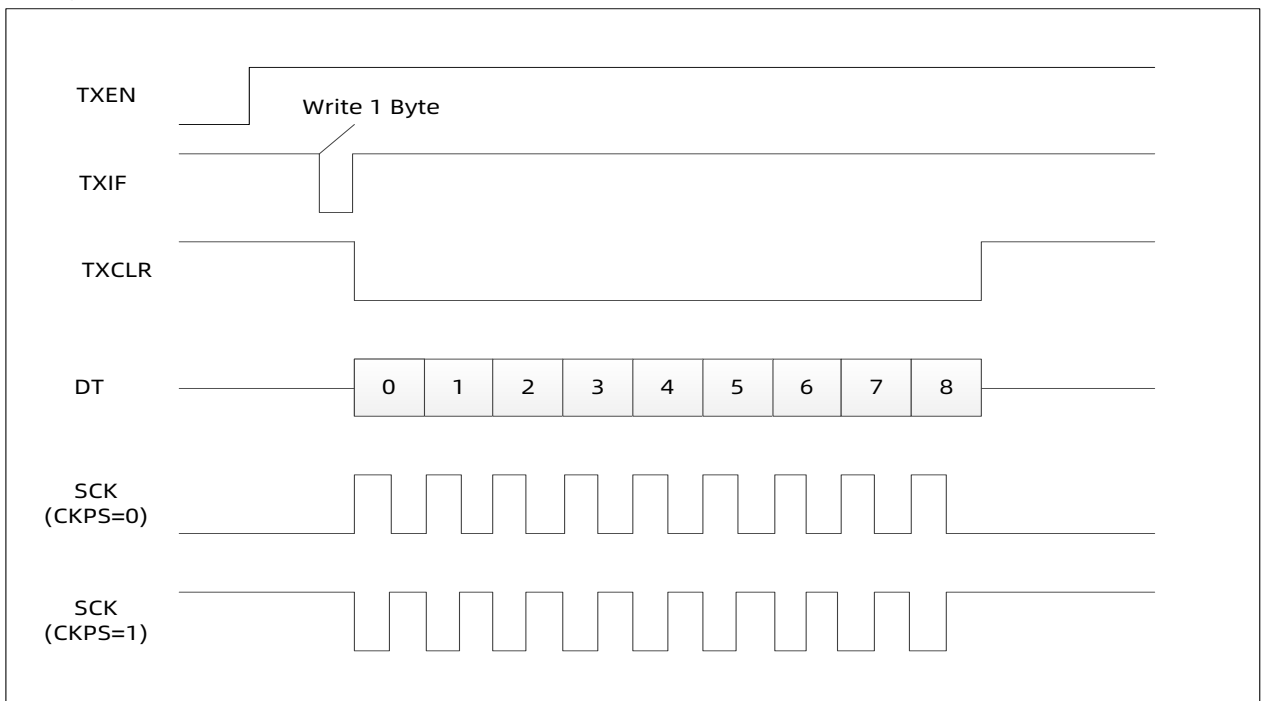 TXEN
Write 1 Byte
TXIF
TXCLR
DT
0 1 2 3 4 5 6 7 8
SCK
(CKPS=0)
SCK
(CKPS=1)